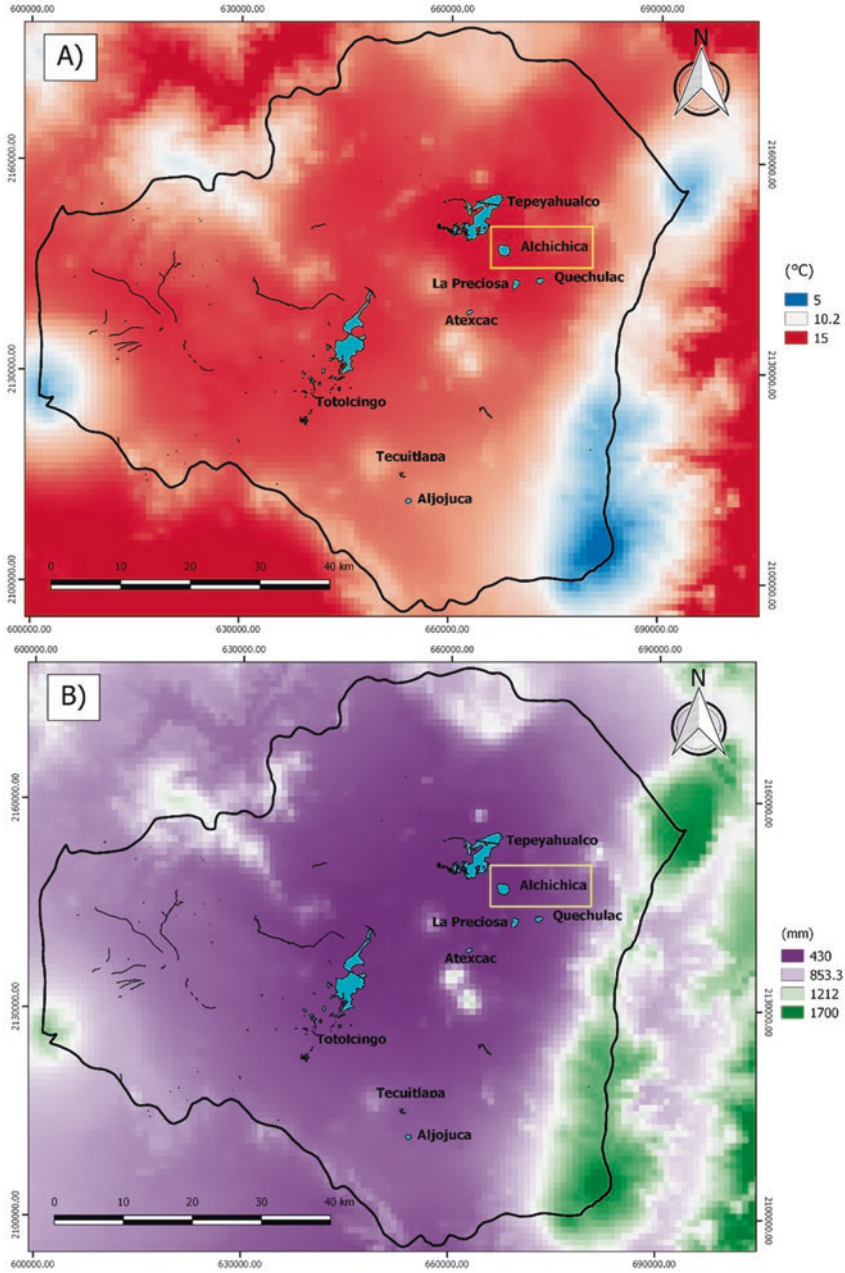 600000.00 630000.00 660000.00 690000.00
A)
N
2160000.00
2160000.00
Tepeyahualco
Alchichica
La Preciosa
Quechulac
Atexcac
(°C)
5
10.2
15
2130000.00
2130000.00
Totolcingo
Tecuitlapa
Aljojuca
0 10 20 30 40 km
2100000.00
2100000.00
600000.00 630000.00 660000.00 690000.00
600000.00 630000.00 660000.00 690000.00
B)
N
2160000.00
2160000.00
Tepeyahualco
Alchichica
La Preciosa
Quechulac
Atexcac
(mm)
430
853.3
1212
1700
2130000.00
2130000.00
Totolcingo
Tecuitlapa
Aljojuca
0 10 20 30 40 km
2100000.00
2100000.00
600000.00 630000.00 660000.00 690000.00